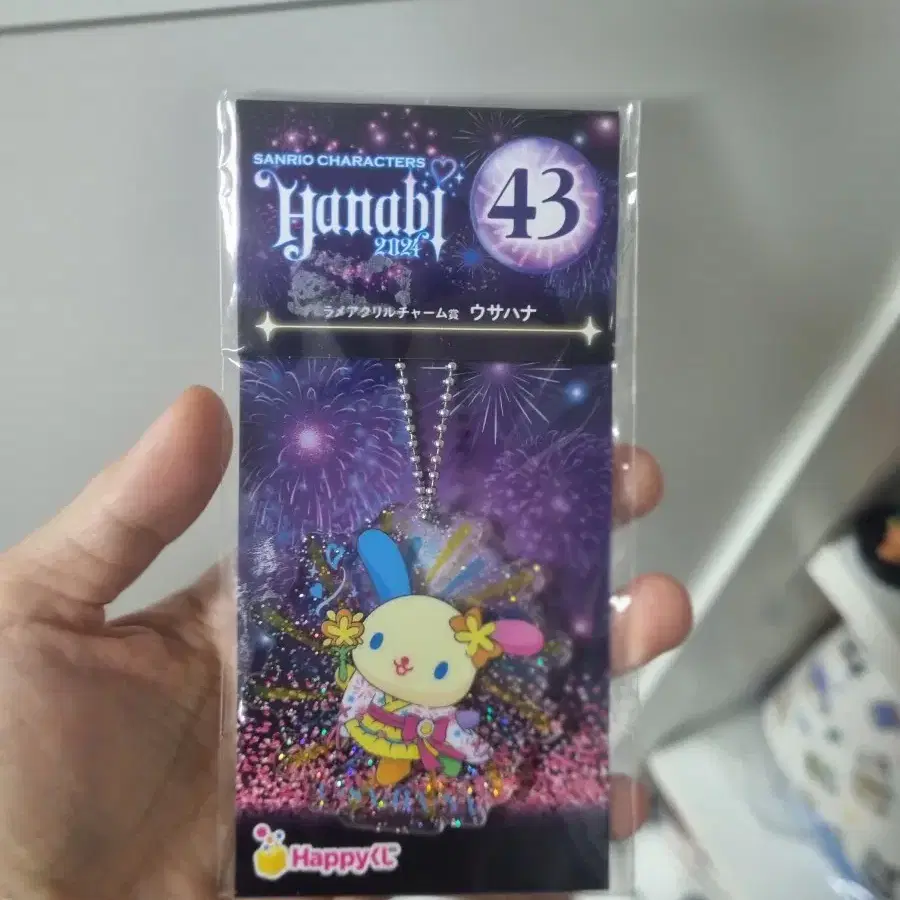 SANRIO CHARACTERS
Hanabi
2024
43
ラメアクリルチャーム賞 ウサハナ
Happyくじ